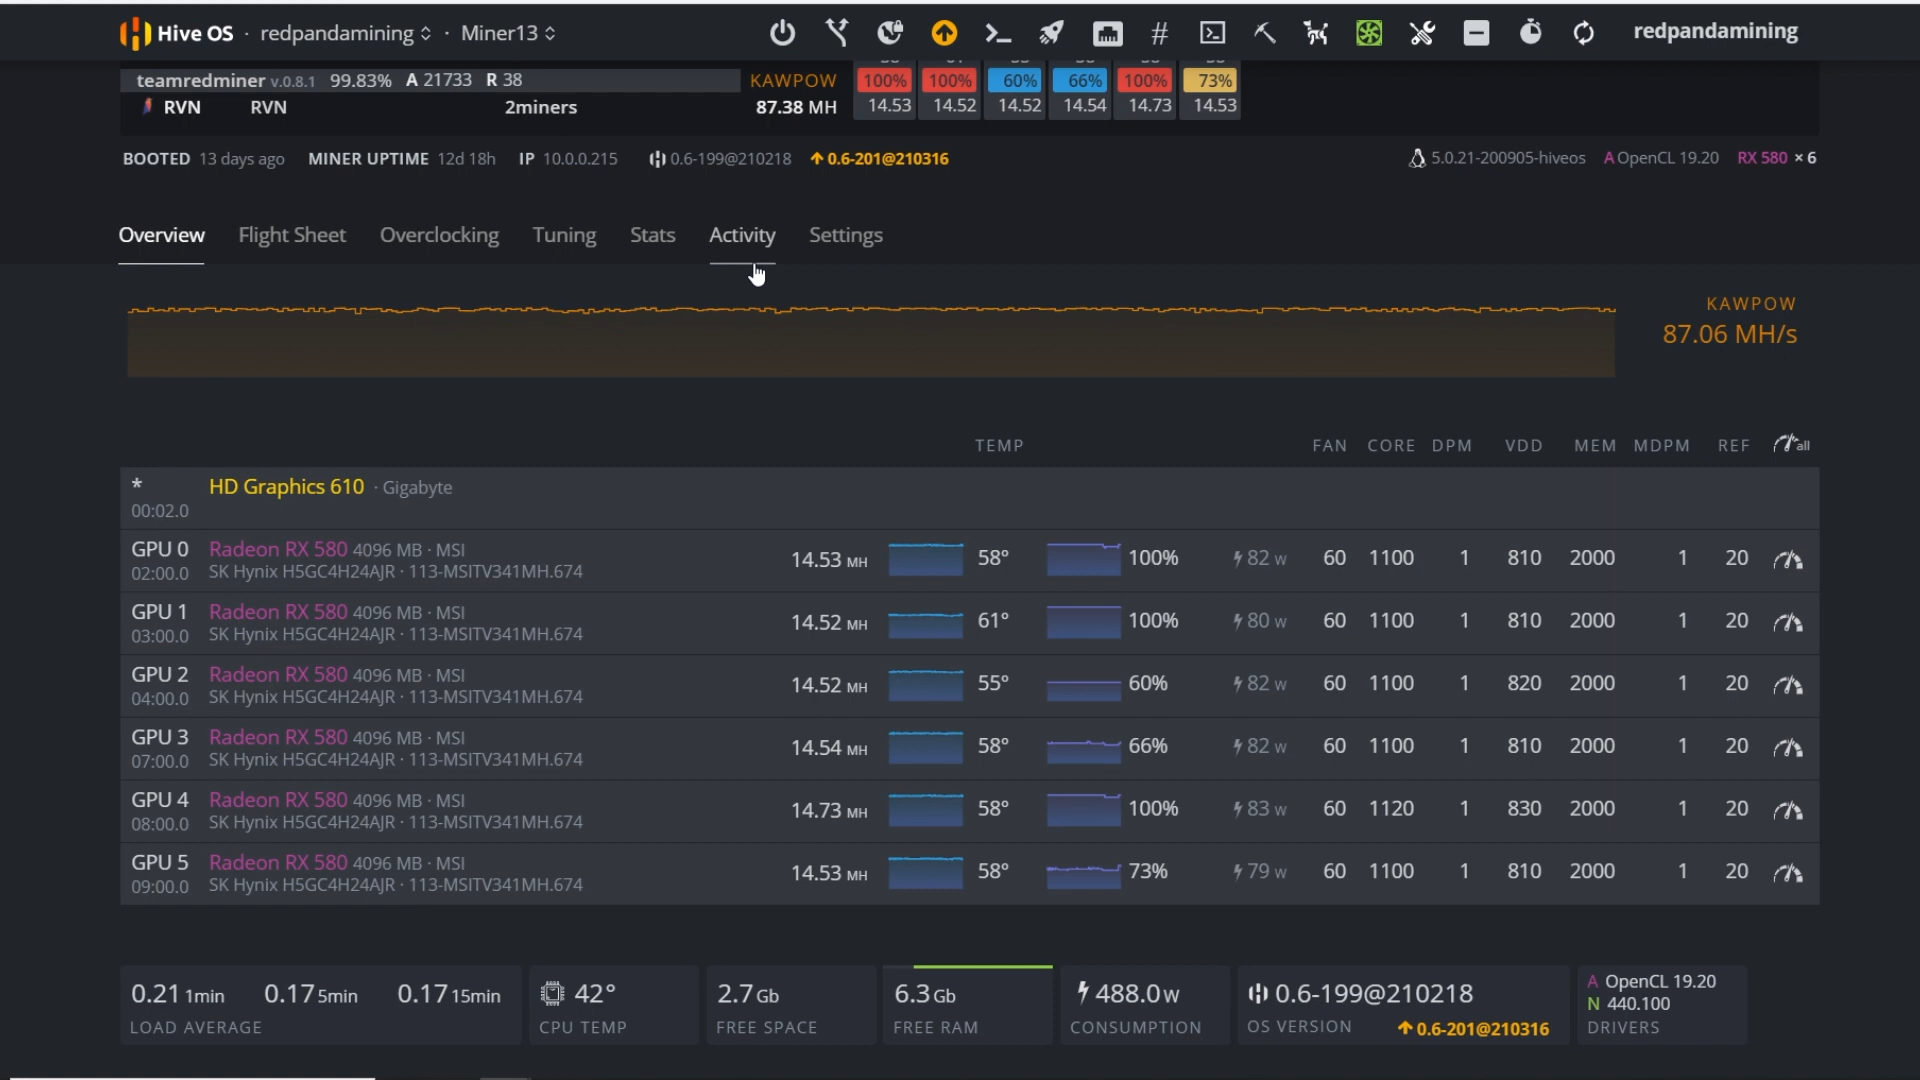 Hive OS · redpandamining · Miner13 redpandamining
teamredminer v.0.8.1 99.83% A 21733 R 38 KAWPOW 100% 100% 60% 66% 100% 73%
RVN RVN 2miners 87.38 MH 14.53 14.52 14.52 14.54 14.73 14.53
BOOTED 13 days ago MINER UPTIME 12d 18h IP 10.0.0.215 0.6-199@210218 0.6-201@210316 5.0.21-200905-hiveos A OpenCL 19.20 RX 580 × 6
Overview Flight Sheet Overclocking Tuning Stats Activity Settings
KAWPOW
87.06 MH/s
TEMP FAN CORE DPM VDD MEM MDPM REF all
* HD Graphics 610 · Gigabyte
00:02.0
GPU 0 Radeon RX 580 4096 MB · MSI 14.53 MH 58° 100% 82 W 60 1100 1 810 2000 1 20
02:00.0 SK Hynix H5GC4H24AJR · 113-MSITV341MH.674
GPU 1 Radeon RX 580 4096 MB · MSI 14.52 MH 61° 100% 80 W 60 1100 1 810 2000 1 20
03:00.0 SK Hynix H5GC4H24AJR · 113-MSITV341MH.674
GPU 2 Radeon RX 580 4096 MB · MSI 14.52 MH 55° 60% 82 W 60 1100 1 820 2000 1 20
04:00.0 SK Hynix H5GC4H24AJR · 113-MSITV341MH.674
GPU 3 Radeon RX 580 4096 MB · MSI 14.54 MH 58° 66% 82 W 60 1100 1 810 2000 1 20
07:00.0 SK Hynix H5GC4H24AJR · 113-MSITV341MH.674
GPU 4 Radeon RX 580 4096 MB · MSI 14.73 MH 58° 100% 83 W 60 1120 1 830 2000 1 20
08:00.0 SK Hynix H5GC4H24AJR · 113-MSITV341MH.674
GPU 5 Radeon RX 580 4096 MB · MSI 14.53 MH 58° 73% 79 W 60 1100 1 810 2000 1 20
09:00.0 SK Hynix H5GC4H24AJR · 113-MSITV341MH.674
0.21 1min 0.17 5min 0.17 15min
LOAD AVERAGE
42°
CPU TEMP
2.7 Gb
FREE SPACE
6.3 Gb
FREE RAM
488.0 W
CONSUMPTION
0.6-199@210218
OS VERSION 0.6-201@210316
A OpenCL 19.20
N 440.100
DRIVERS